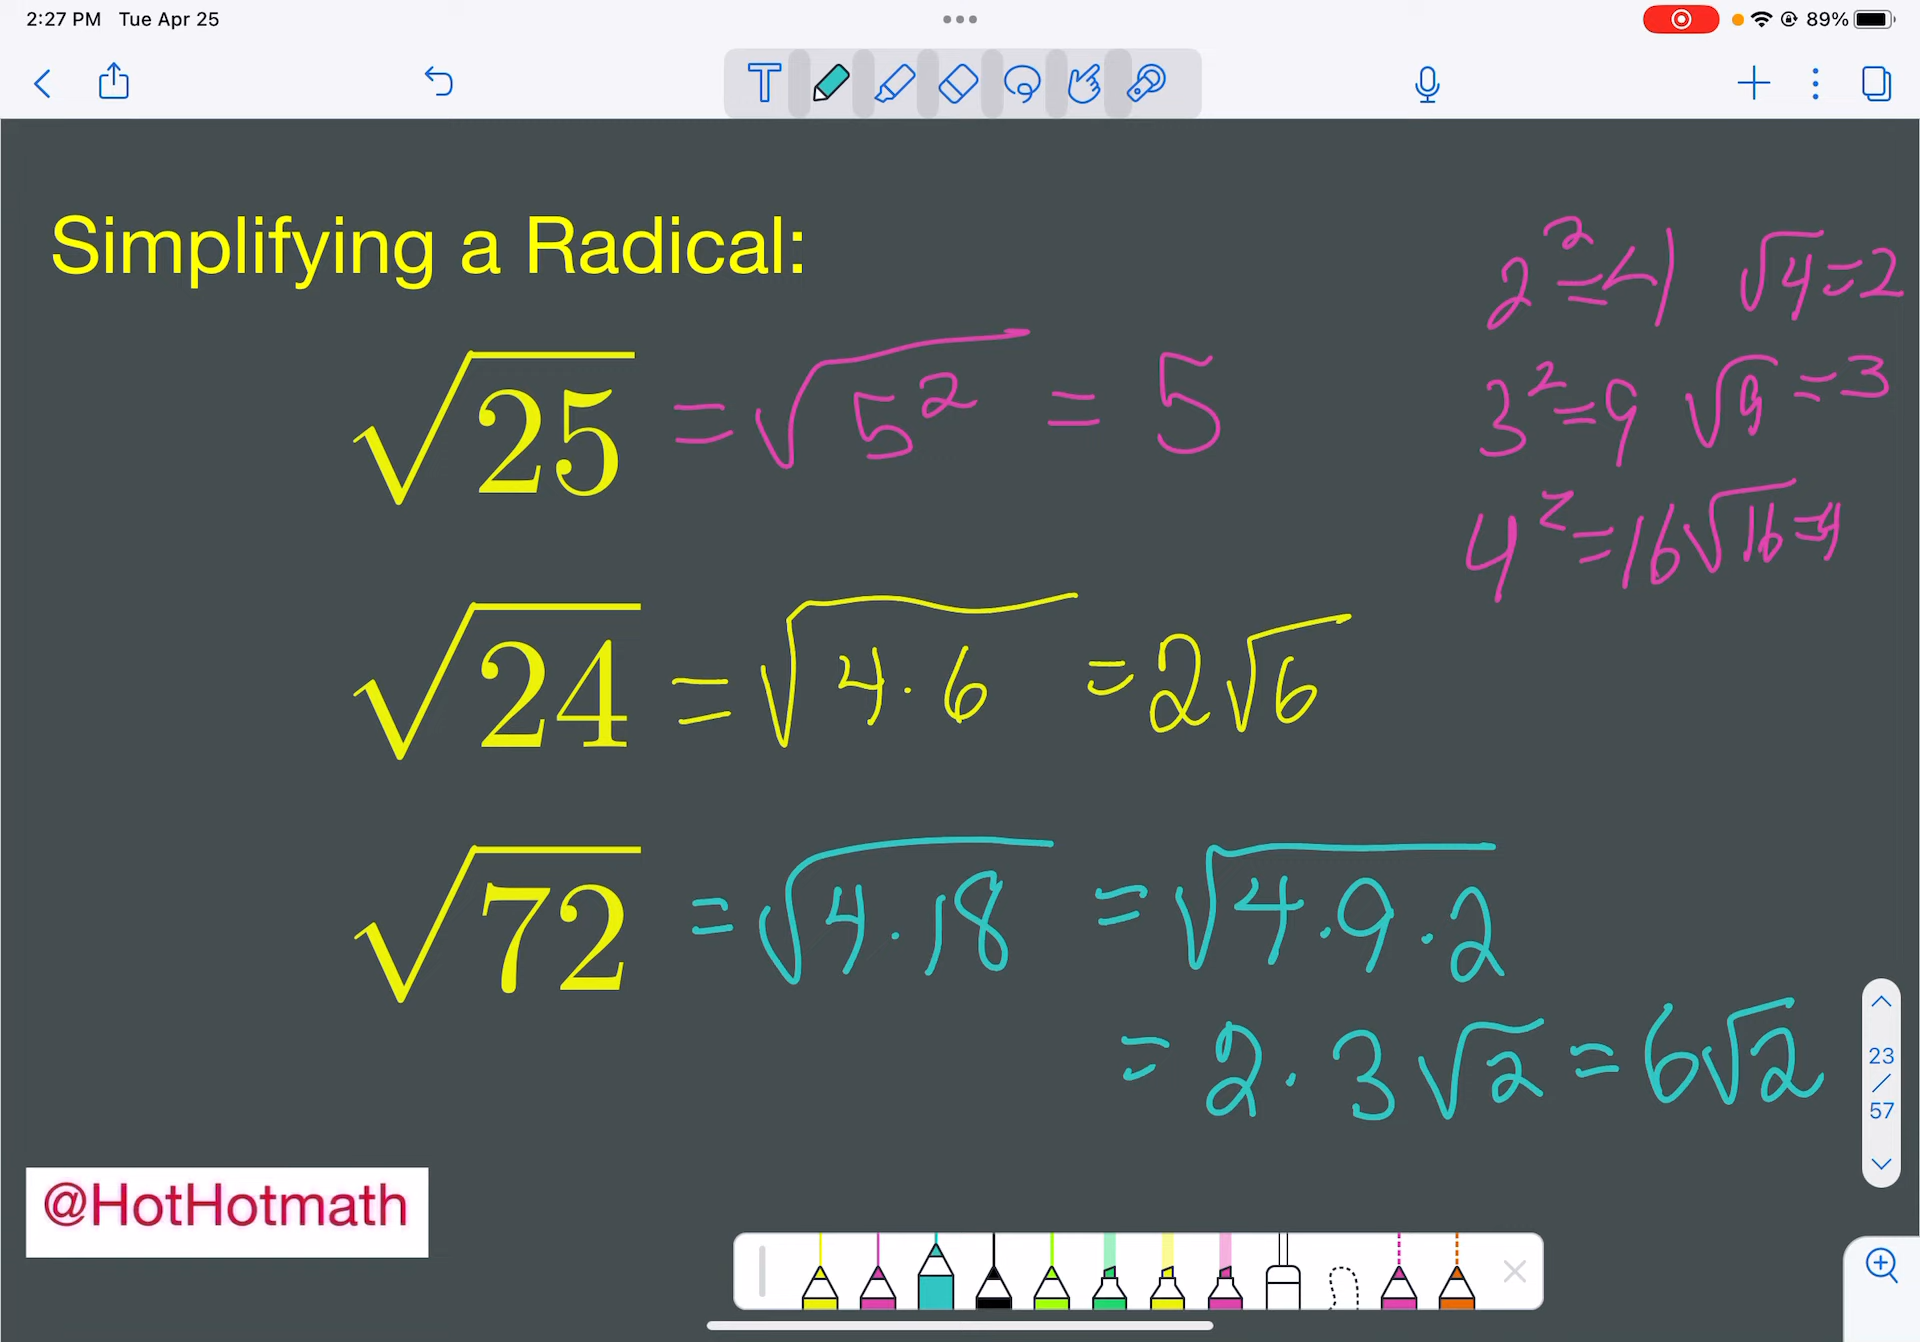 2:27 PM Tue Apr 25
89%
T
Simplifying a Radical:
2² = 4 √4 = 2
√25 = √5² = 5
3² = 9 √9 = 3
4² = 16 √16 = 4
√24 = √4·6 = 2√6
√72 = √4·18 = √4·9·2
= 2·3√2 = 6√2
23
/
57
@HotHotmath